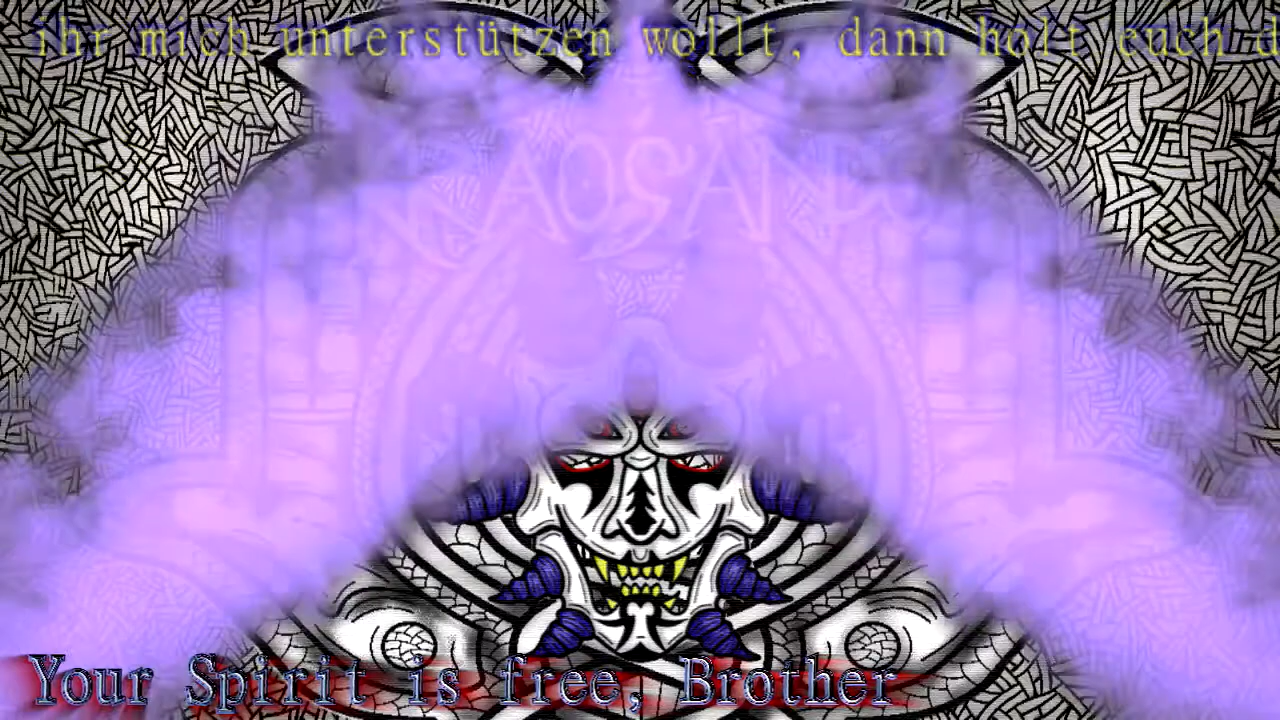 ihr mich unterstützen wollt, dann holt euch d
Your Spirit is free, Brother